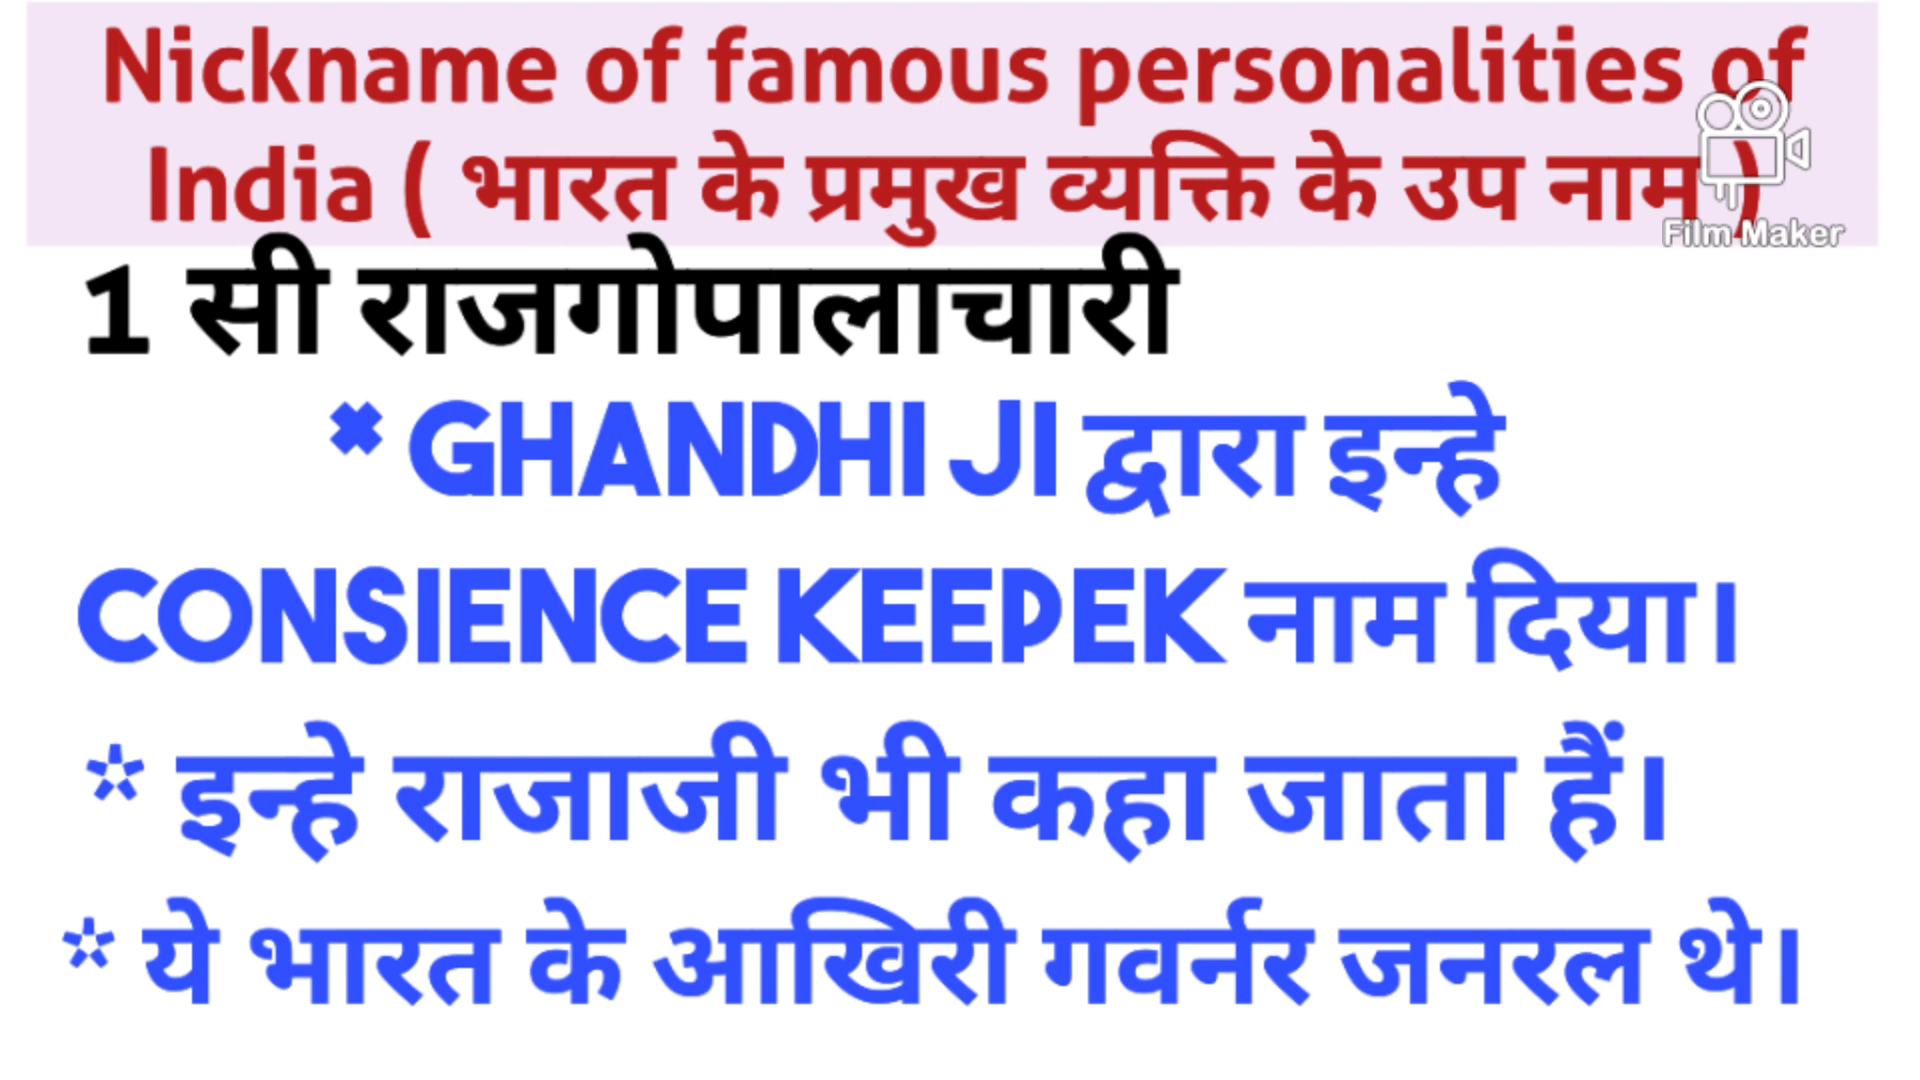 Nickname of famous personalities of
India ( भारत के प्रमुख व्यक्ति के उप नाम )
Film Maker
1 सी राजगोपालाचारी
* GHANDHI JI द्वारा इन्हे
CONSIENCE KEEPEK नाम दिया।
* इन्हे राजाजी भी कहा जाता हैं।
* ये भारत के आखिरी गवर्नर जनरल थे।